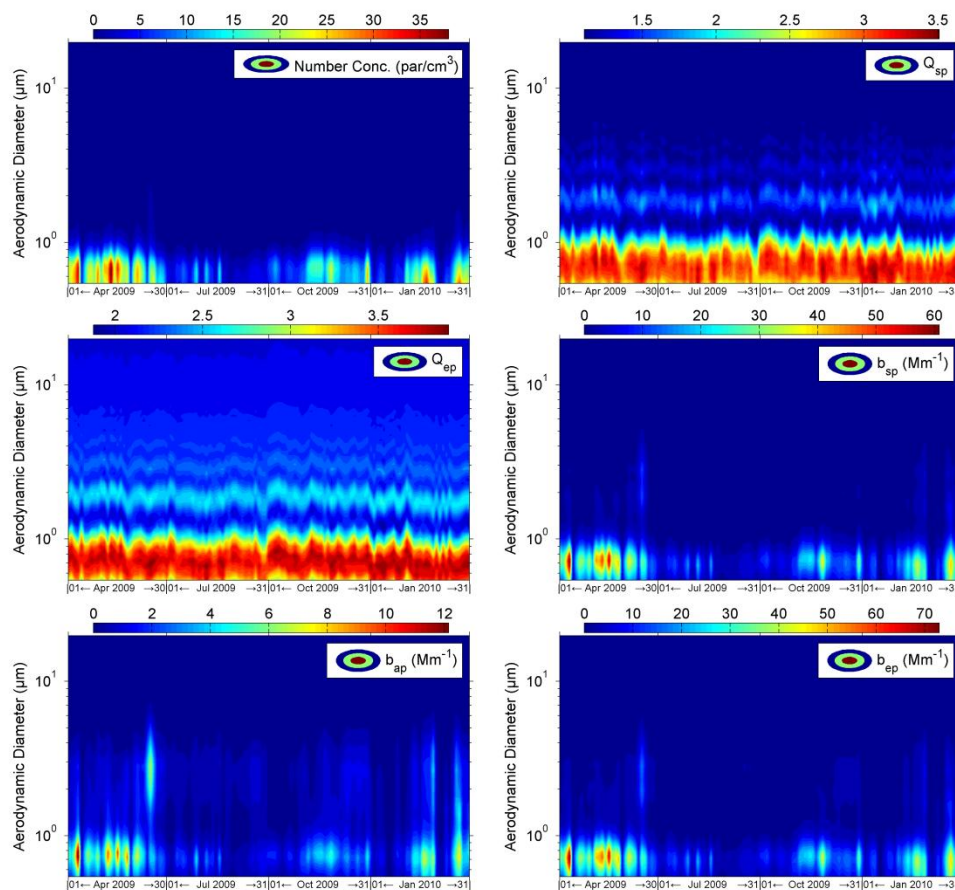 0 5 10 15 20 25 30 35
Number Conc. (par/cm³)
Aerodynamic Diameter (µm)
10¹
10⁰
|01← Apr 2009 →30|01← Jul 2009 →31|01← Oct 2009 →31|01← Jan 2010 →31|
1.5 2 2.5 3 3.5
Q_sp
Aerodynamic Diameter (µm)
10¹
10⁰
|01← Apr 2009 →30|01← Jul 2009 →31|01← Oct 2009 →31|01← Jan 2010 →3
2 2.5 3 3.5
Q_ep
Aerodynamic Diameter (µm)
10¹
10⁰
|01← Apr 2009 →30|01← Jul 2009 →31|01← Oct 2009 →31|01← Jan 2010 →31|
0 10 20 30 40 50 60
b_sp (Mm⁻¹)
Aerodynamic Diameter (µm)
10¹
10⁰
|01← Apr 2009 →30|01← Jul 2009 →31|01← Oct 2009 →31|01← Jan 2010 →3
0 2 4 6 8 10 12
b_ap (Mm⁻¹)
Aerodynamic Diameter (µm)
10¹
10⁰
|01← Apr 2009 →30|01← Jul 2009 →31|01← Oct 2009 →31|01← Jan 2010 →31|
0 10 20 30 40 50 60 70
b_ep (Mm⁻¹)
Aerodynamic Diameter (µm)
10¹
10⁰
|01← Apr 2009 →30|01← Jul 2009 →31|01← Oct 2009 →31|01← Jan 2010 →3